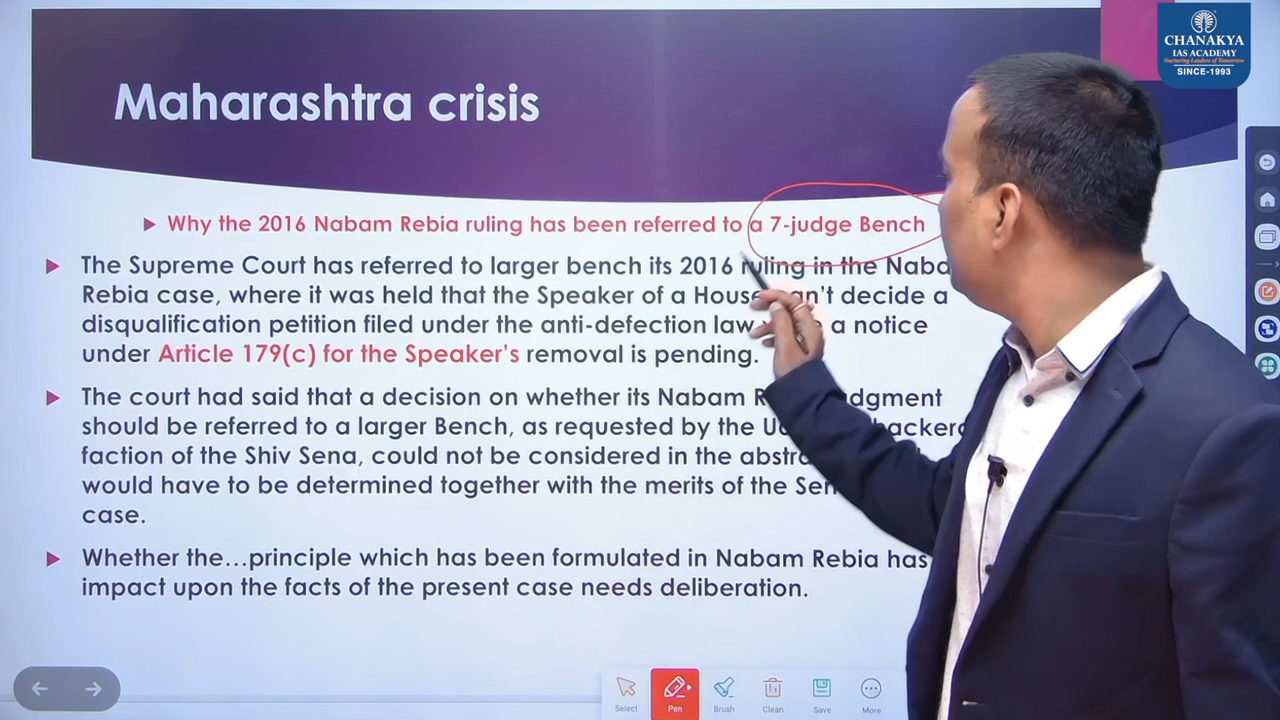 CHANAKYA
IAS ACADEMY
Nurturing Leaders of Tomorrow
SINCE-1993
Maharashtra crisis
Why the 2016 Nabam Rebia ruling has been referred to a 7-judge Bench
The Supreme Court has referred to larger bench its 2016 ruling in the
Rebia case, where it was held that the Speaker of a House decide a
disqualification petition filed under the anti-defection law a notice
under Article 179(c) for the Speaker's removal is pending.
The court had said that a decision on whether its Nabam
should be referred to a larger Bench, as requested by the
faction of the Shiv Sena, could not be considered in the
would have to be determined together with the merits of the
case.
Whether the...principle which has been formulated in Nabam Rebia has
impact upon the facts of the present case needs deliberation.
Select Pen Brush Clean Save More